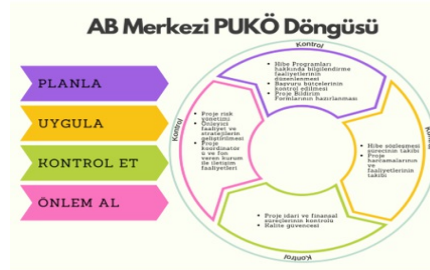 AB Merkezi PUKÖ Döngüsü
PLANLA
UYGULA
KONTROL ET
ÖNLEM AL
Kontrol
Hibe Programları
hakkında bilgilendirme
faaliyetlerinin
düzenlenmesi
Başvuru bütçelerinin
kontrol edilmesi
Proje Bildirim
Formlarının hazırlanması
Kontrol
Hibe sözleşmesi
sürecinin takibi
Proje
harcamalarının ve
faaliyetlerinin
takibi
Kontrol
Proje idari ve finansal
süreçlerinin kontrolü
Kalite güvencesi
Kontrol
Proje risk
yönetimi
Önleyici
faaliyet ve
stratejilerin
geliştirilmesi
Proje
koordinatör
ü ve fon
veren kurum
ile iletişim
faaliyetleri